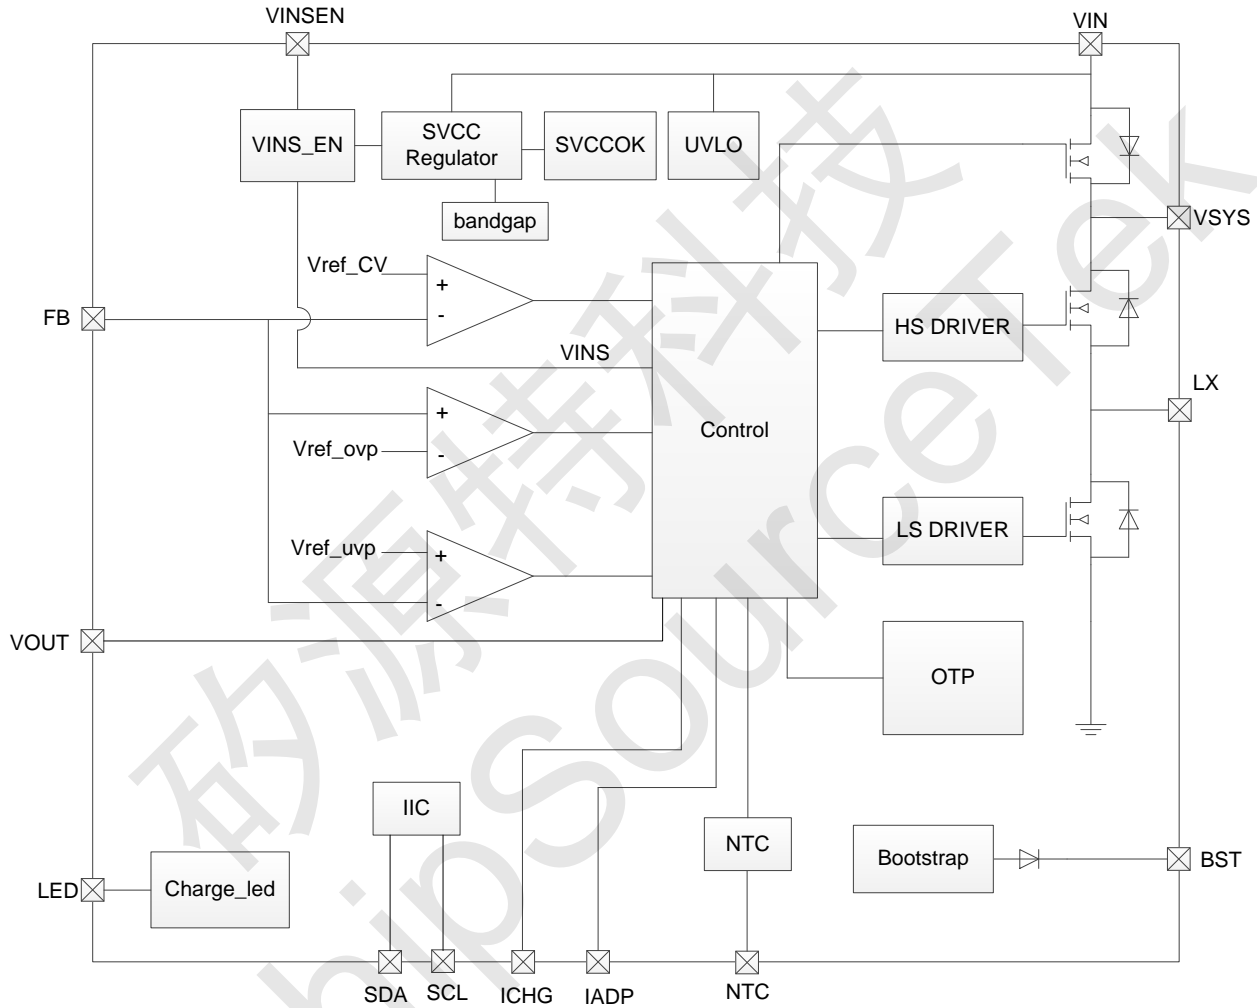 VINSEN
VIN
VINS_EN
SVCC
Regulator
SVCCOK
UVLO
bandgap
VSYS
Vref_CV
+
-
FB
HS DRIVER
VINS
LX
+
Vref_ovp
-
Control
Vref_uvp
+
-
LS DRIVER
VOUT
OTP
IIC
NTC
Bootstrap
BST
LED
Charge_led
SDA
SCL
ICHG
IADP
NTC
矽源特科技
hipSourceTek